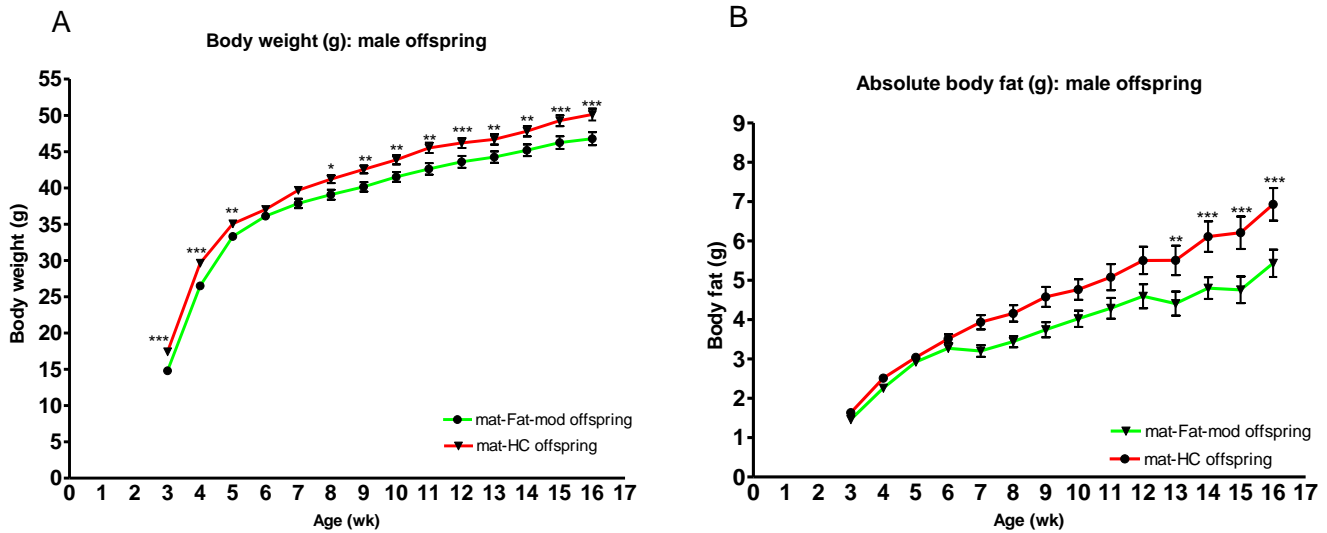 A
Body weight (g): male offspring
55
50
45
40
35
30
25
20
15
10
5
0
Body weight (g)
*** *** ** * ** ** ** *** ** ** *** ***
mat-Fat-mod offspring
mat-HC offspring
0 1 2 3 4 5 6 7 8 9 10 11 12 13 14 15 16 17
Age (wk)
B
Absolute body fat (g): male offspring
9
8
7
6
5
4
3
2
1
0
Body fat (g)
** *** *** ***
mat-Fat-mod offspring
mat-HC offspring
0 1 2 3 4 5 6 7 8 9 10 11 12 13 14 15 16 17
Age (wk)